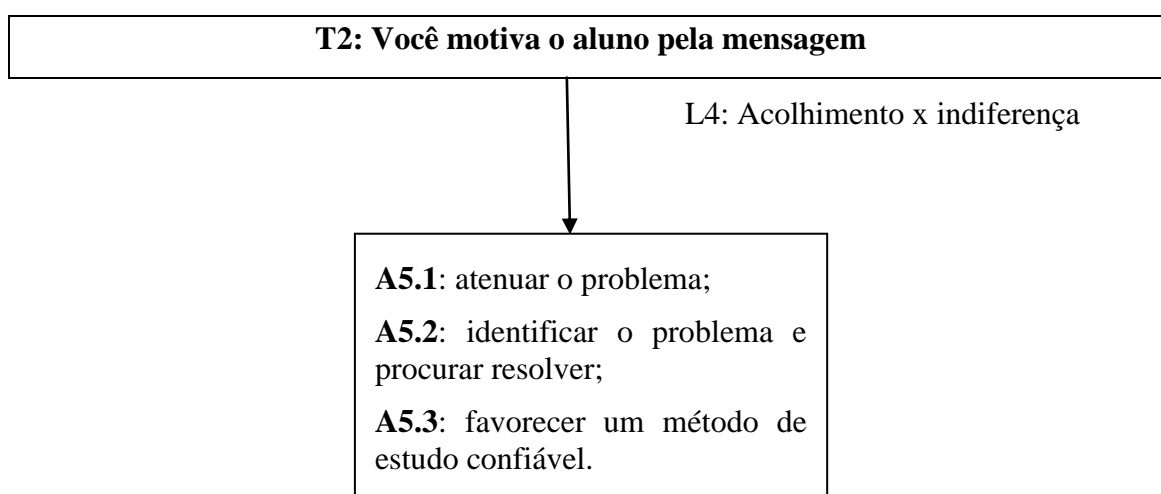 T2: Você motiva o aluno pela mensagem
L4: Acolhimento x indiferença
A5.1: atenuar o problema;
A5.2: identificar o problema e
procurar resolver;
A5.3: favorecer um método de
estudo confiável.